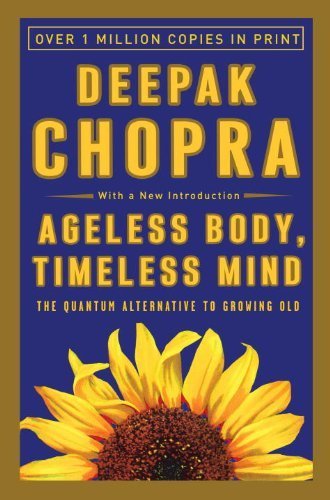 OVER 1 MILLION COPIES IN PRINT
DEEPAK
CHOPRA
With a New Introduction
AGELESS BODY,
TIMELESS MIND
THE QUANTUM ALTERNATIVE TO GROWING OLD